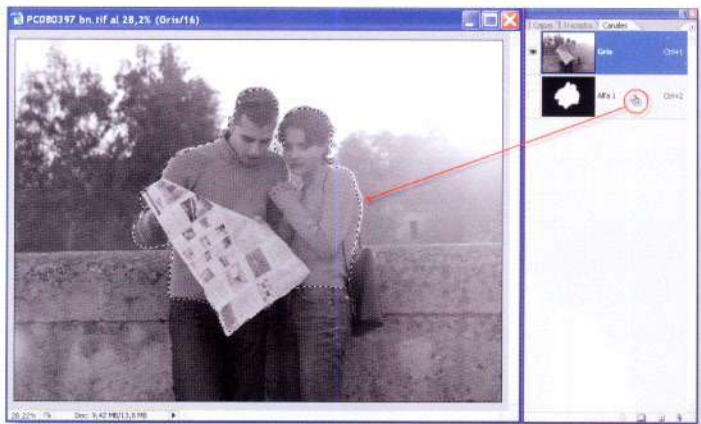 PCD80397 bn.tif al 28,2% (Gris/16)
Capas Trazados Canales
Gris Ctrl+1
Alfa 1 Ctrl+2
28,22% Doc: 9,42 MB/13,8 MB